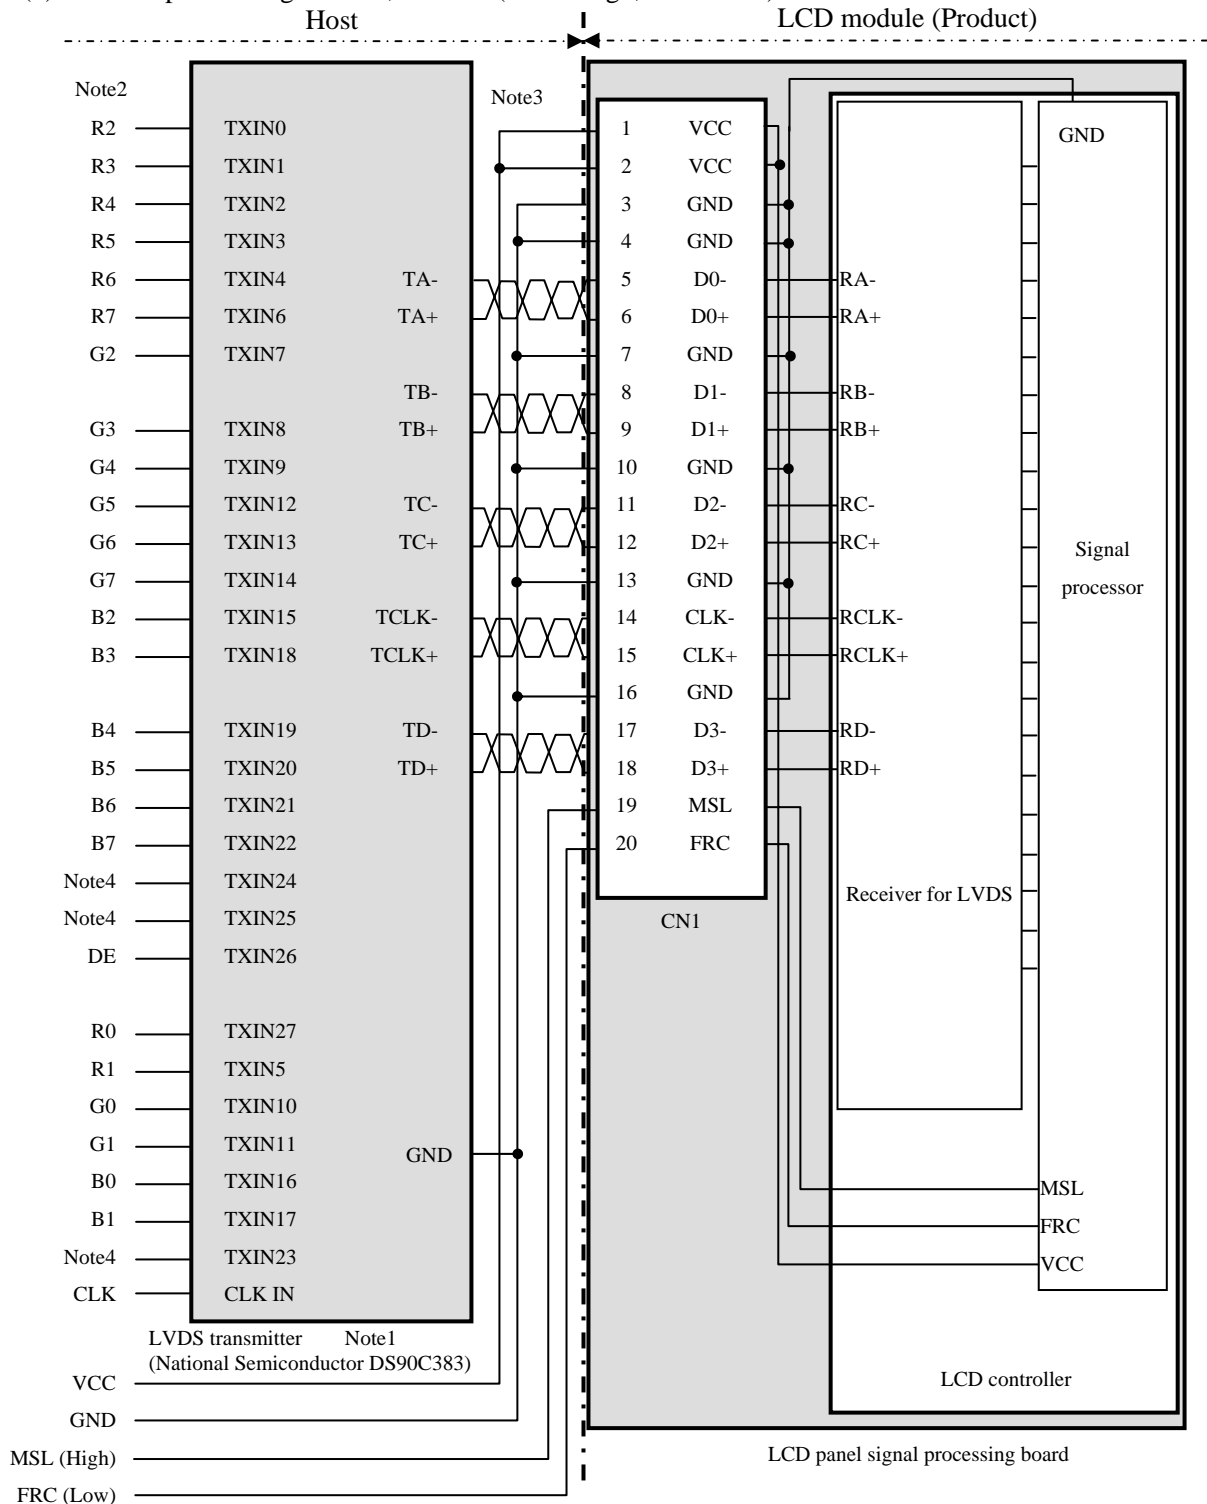 Host
LCD module (Product)
Note2
Note3
R2 TXIN0
R3 TXIN1
R4 TXIN2
R5 TXIN3
R6 TXIN4 TA-
R7 TXIN6 TA+
G2 TXIN7
TB-
G3 TXIN8 TB+
G4 TXIN9
G5 TXIN12 TC-
G6 TXIN13 TC+
G7 TXIN14
B2 TXIN15 TCLK-
B3 TXIN18 TCLK+
B4 TXIN19 TD-
B5 TXIN20 TD+
B6 TXIN21
B7 TXIN22
Note4 TXIN24
Note4 TXIN25
DE TXIN26
R0 TXIN27
R1 TXIN5
G0 TXIN10
G1 TXIN11 GND
B0 TXIN16
B1 TXIN17
Note4 TXIN23
CLK CLK IN
LVDS transmitter Note1
(National Semiconductor DS90C383)
VCC
GND
MSL (High)
FRC (Low)
1 VCC
2 VCC
3 GND
4 GND
5 D0-
6 D0+
7 GND
8 D1-
9 D1+
10 GND
11 D2-
12 D2+
13 GND
14 CLK-
15 CLK+
16 GND
17 D3-
18 D3+
19 MSL
20 FRC
CN1
RA-
RA+
RB-
RB+
RC-
RC+
RCLK-
RCLK+
RD-
RD+
Receiver for LVDS
GND
Signal
processor
MSL
FRC
VCC
LCD controller
LCD panel signal processing board